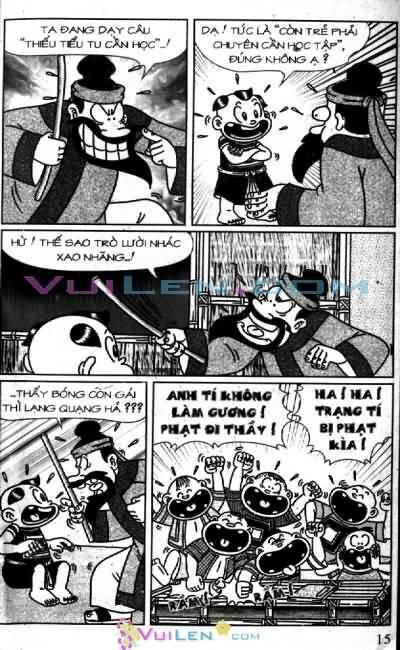 TA ĐANG DẠY CÂU
"THIẾU TIỂU TU CẦN HỌC"...!
DẠ! TỨC LÀ "CÒN TRẺ PHẢI
CHUYÊN CẦN HỌC TẬP",
ĐÚNG KHÔNG Ạ?
HỪ! THẾ SAO TRÒ LƯỜI NHÁC
XAO NHÃNG...!
VuiLen.com
...THẤY BÓNG CON GÁI
THÌ LANG QUANG HẢ???
ANH TÍ KHÔNG
LÀM GƯƠNG!
PHẠT ĐI THẦY!
HA! HA!
TRẠNG TÍ
BỊ PHẠT
KÌA!
RẦM!
RẦM!
15
VuiLen.com